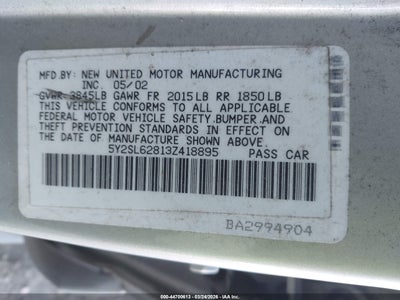 MFD.BY: NEW UNITED MOTOR MANUFACTURING
INC. 05/02
GVWR 3845LB GAWR FR 2015LB RR 1850LB
THIS VEHICLE CONFORMS TO ALL APPLICABLE
FEDERAL MOTOR VEHICLE SAFETY.BUMPER.AND
THEFT PREVENTION STANDARDS IN EFFECT ON
THE DATE OF MANUFACTURE SHOWN ABOVE.
5Y2SL62813Z418895 PASS CAR
BA2994904
000-44700613 - 03/24/2026 - IAA Inc.